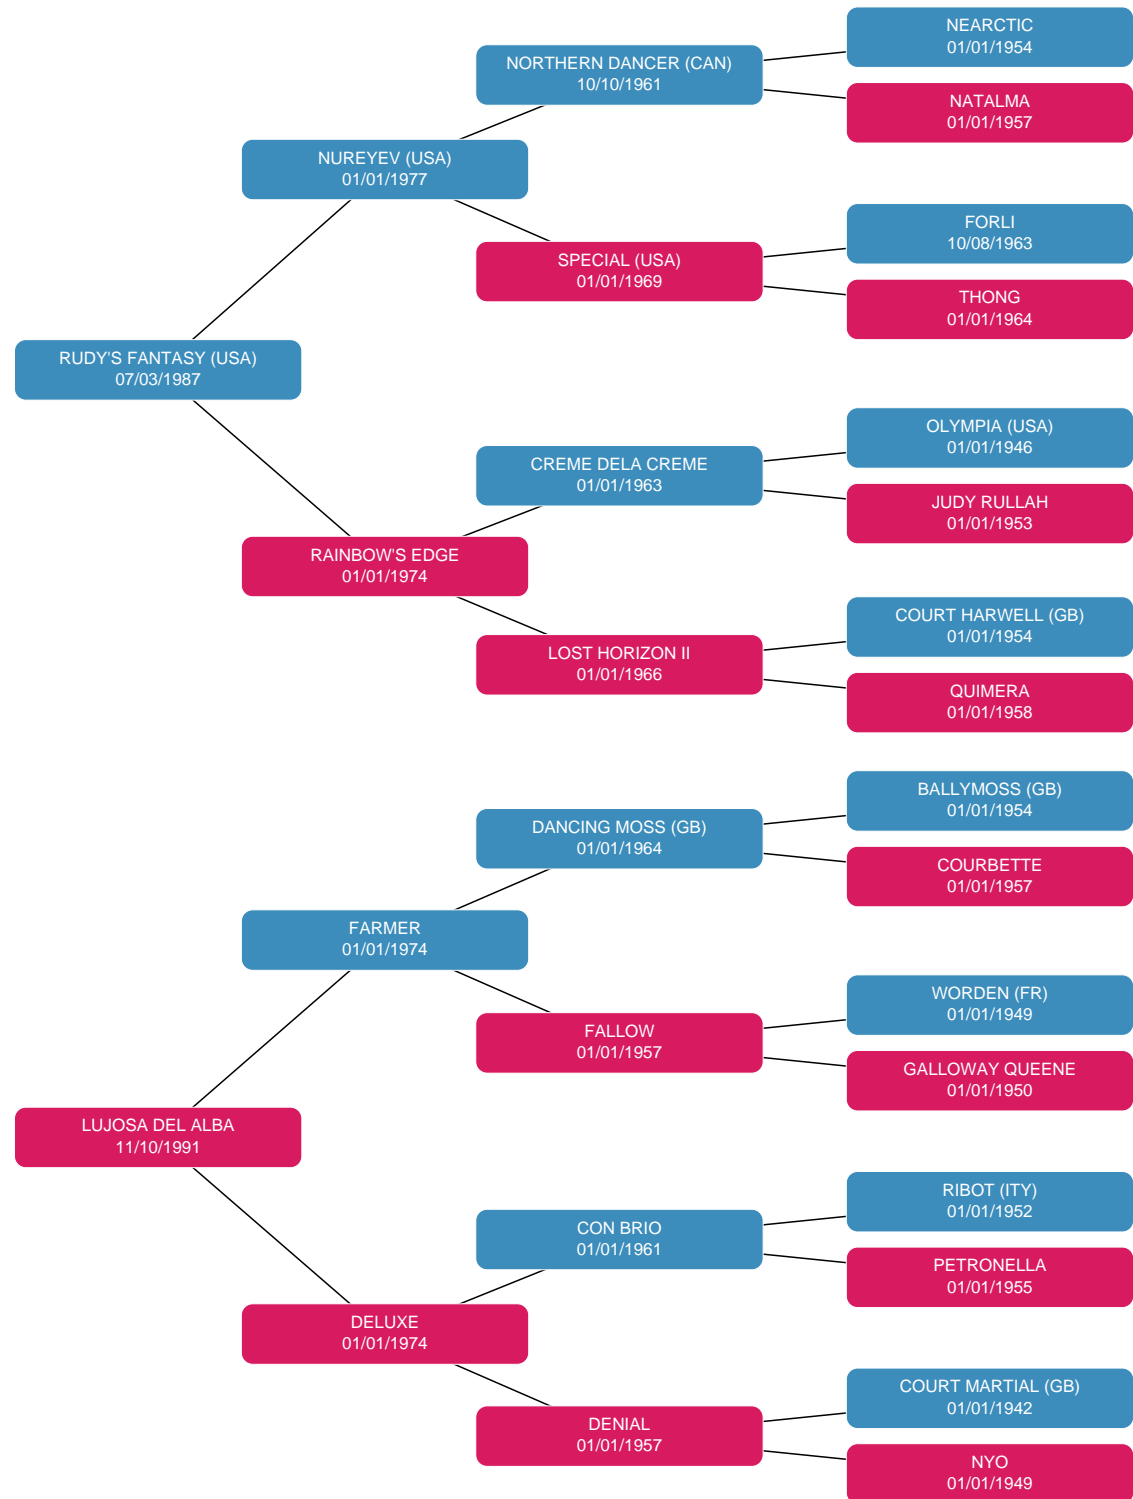 NEARCTIC
01/01/1954
NORTHERN DANCER (CAN)
10/10/1961
NATALMA
01/01/1957
NUREYEV (USA)
01/01/1977
FORLI
10/08/1963
SPECIAL (USA)
01/01/1969
THONG
01/01/1964
RUDY'S FANTASY (USA)
07/03/1987
OLYMPIA (USA)
01/01/1946
CREME DELA CREME
01/01/1963
JUDY RULLAH
01/01/1953
RAINBOW'S EDGE
01/01/1974
COURT HARWELL (GB)
01/01/1954
LOST HORIZON II
01/01/1966
QUIMERA
01/01/1958
BALLYMOSS (GB)
01/01/1954
DANCING MOSS (GB)
01/01/1964
COURBETTE
01/01/1957
FARMER
01/01/1974
WORDEN (FR)
01/01/1949
FALLOW
01/01/1957
GALLOWAY QUEENE
01/01/1950
LUJOSA DEL ALBA
11/10/1991
RIBOT (ITY)
01/01/1952
CON BRIO
01/01/1961
PETRONELLA
01/01/1955
DELUXE
01/01/1974
COURT MARTIAL (GB)
01/01/1942
DENIAL
01/01/1957
NYO
01/01/1949